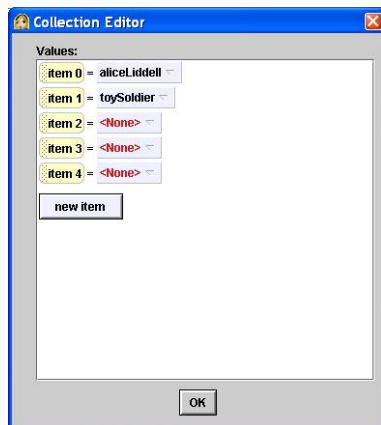 Collection Editor
Values:
item 0 = aliceLiddell
item 1 = toySoldier
item 2 = <None>
item 3 = <None>
item 4 = <None>
new item
OK